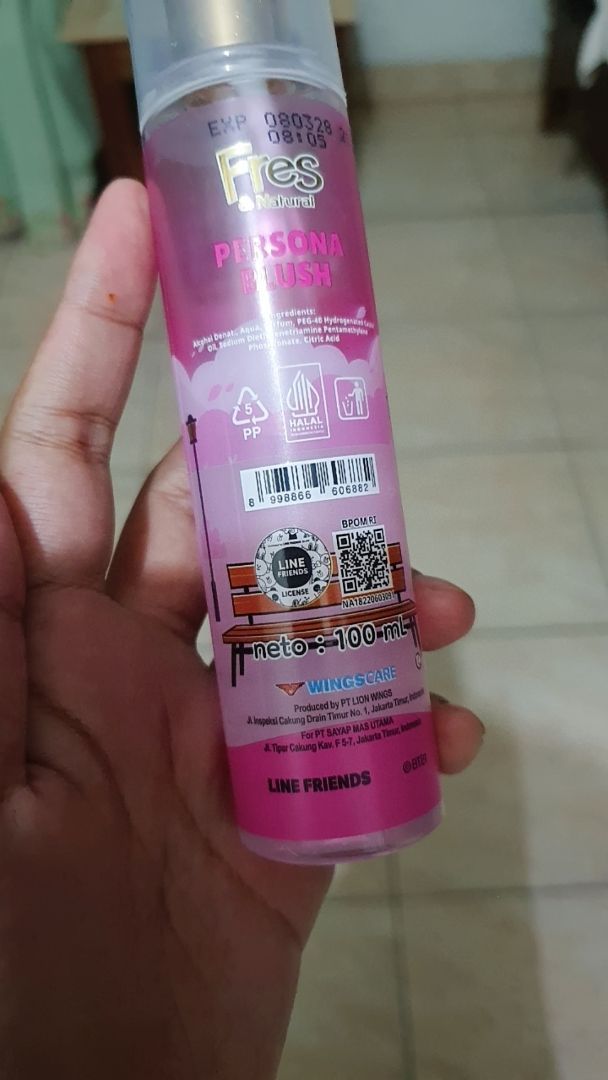 EXP 080328 2
08:05
Fres
& Natural
PERSONA
BLUSH
Ingredients:
Alcohol Denat., Aqua, Parfum, PEG-40 Hydrogenated Castor
Oil, Sodium Diethylenetriamine Pentamethylene
Phosphonate, Citric Acid
5
PP
HALAL
INDONESIA
8 998866 606882
BPOM RI
LINE
FRIENDS
LICENSE
neto : 100 mL
WINGSCARE
Produced by PT LION WINGS
Jl. Inspeksi Cakung Drain Timur No. 1, Jakarta Timur, Indonesia
For PT SAYAP MAS UTAMA
Jl. Tipar Cakung Kav. F 5-7, Jakarta Timur, Indonesia
LINE FRIENDS